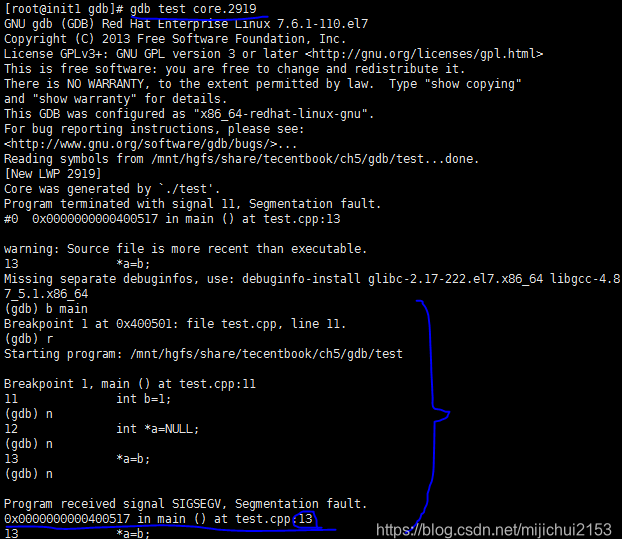 [root@init1 gdb]# gdb test core.2919
GNU gdb (GDB) Red Hat Enterprise Linux 7.6.1-110.el7
Copyright (C) 2013 Free Software Foundation, Inc.
License GPLv3+: GNU GPL version 3 or later <http://gnu.org/licenses/gpl.html>
This is free software: you are free to change and redistribute it.
There is NO WARRANTY, to the extent permitted by law.  Type "show copying"
and "show warranty" for details.
This GDB was configured as "x86_64-redhat-linux-gnu".
For bug reporting instructions, please see:
<http://www.gnu.org/software/gdb/bugs/>...
Reading symbols from /mnt/hgfs/share/tecentbook/ch5/gdb/test...done.
[New LWP 2919]
Core was generated by `./test'.
Program terminated with signal 11, Segmentation fault.
#0  0x0000000000400517 in main () at test.cpp:13

warning: Source file is more recent than executable.
13              *a=b;
Missing separate debuginfos, use: debuginfo-install glibc-2.17-222.el7.x86_64 libgcc-4.8
7_5.1.x86_64
(gdb) b main
Breakpoint 1 at 0x400501: file test.cpp, line 11.
(gdb) r
Starting program: /mnt/hgfs/share/tecentbook/ch5/gdb/test

Breakpoint 1, main () at test.cpp:11
11              int b=1;
(gdb) n
12              int *a=NULL;
(gdb) n
13              *a=b;
(gdb) n

Program received signal SIGSEGV, Segmentation fault.
0x0000000000400517 in main () at test.cpp:13
13              *a=b;
https://blog.csdn.net/mijichui2153